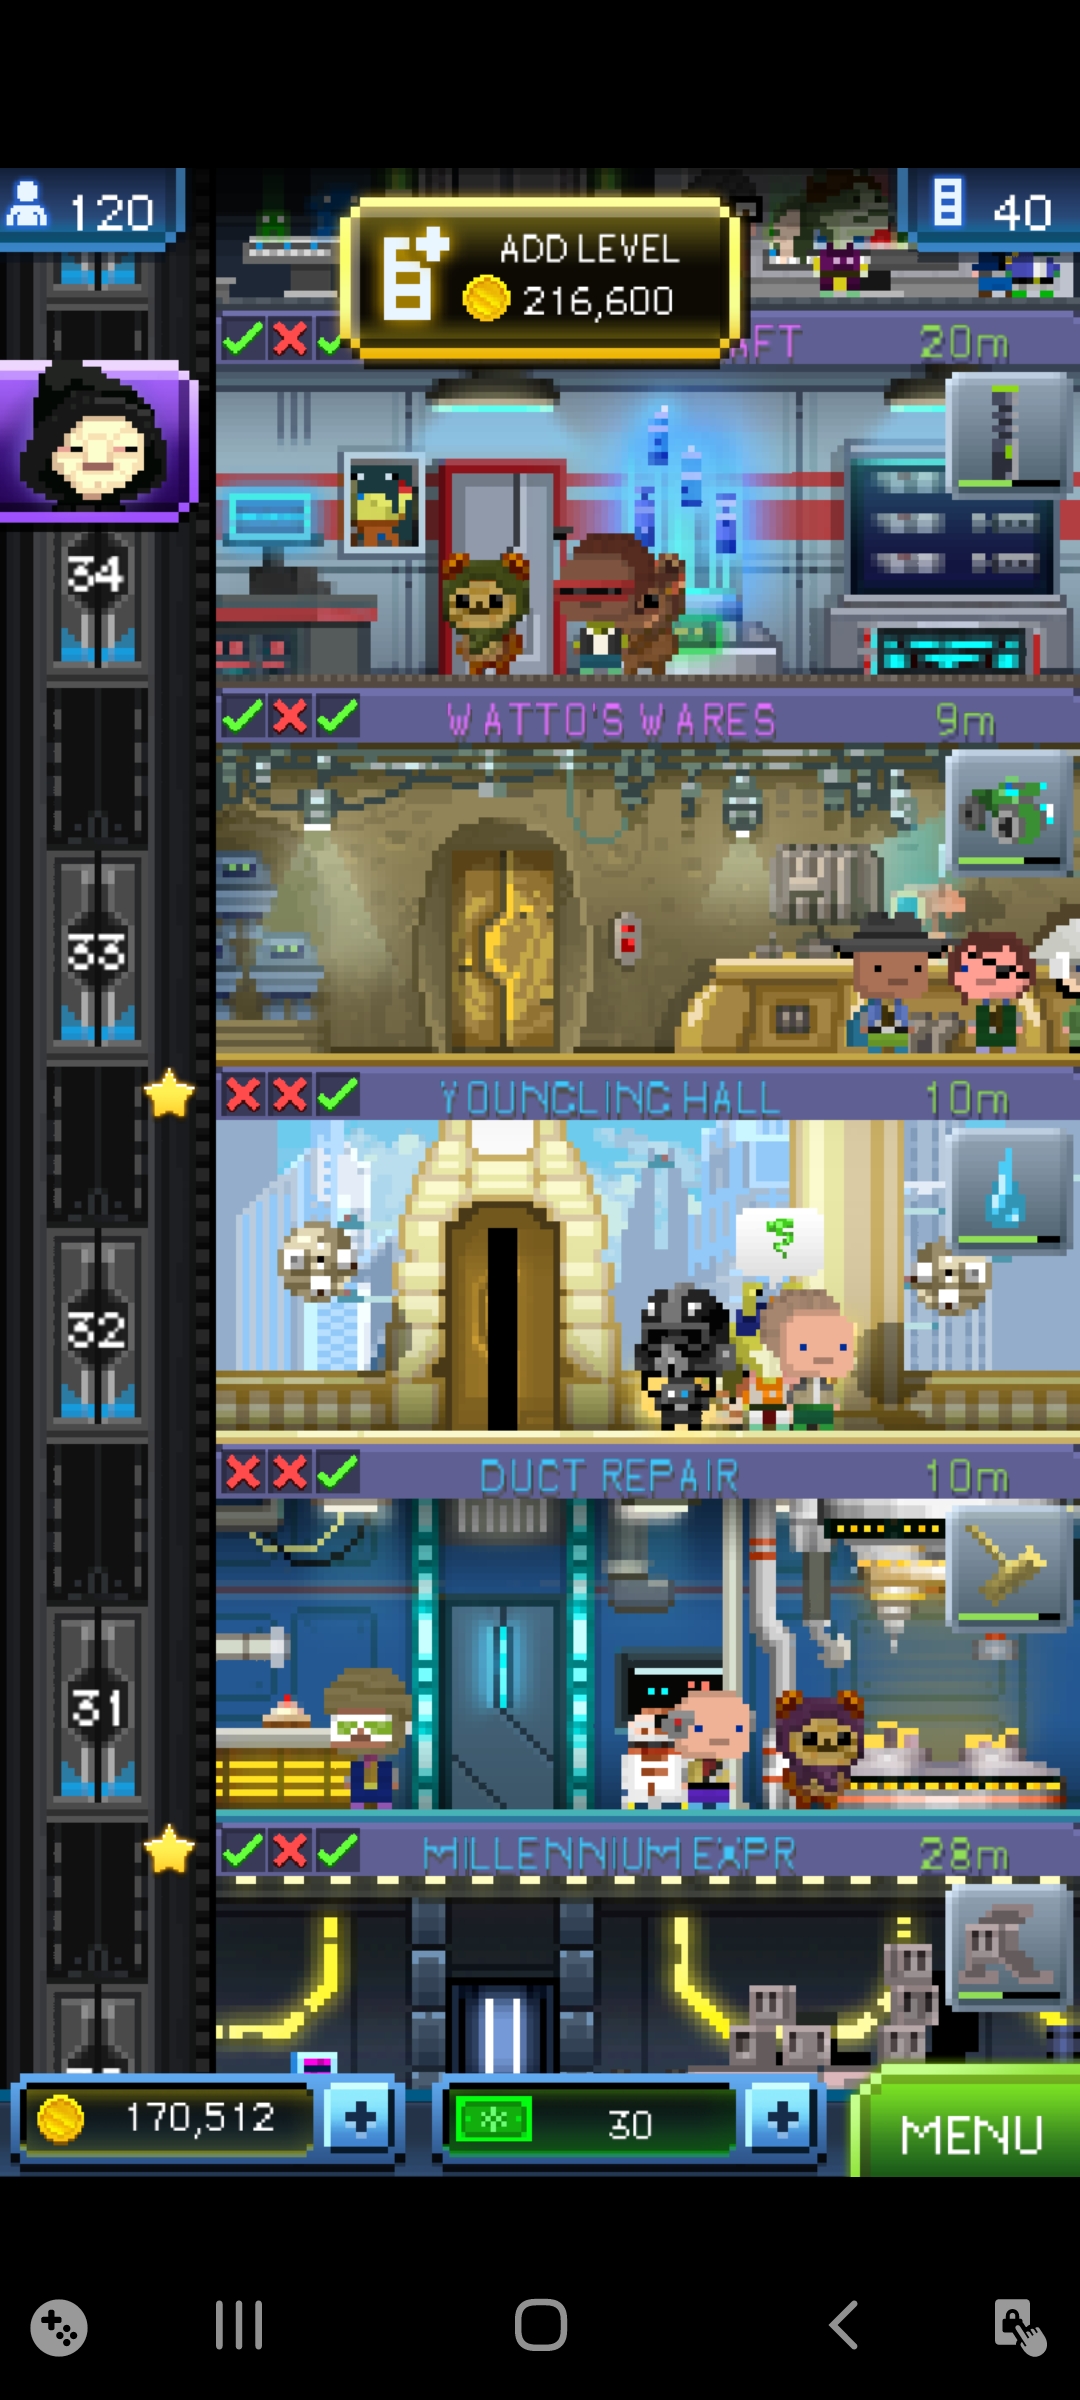 120
ADD LEVEL
216,600
40
AFT 20m
34
WATTO'S WARES 9m
33
YOUNGLING HALL 10m
32
DUCT REPAIR 10m
31
MILLENNIUM EXPR 28m
170,512
30
MENU